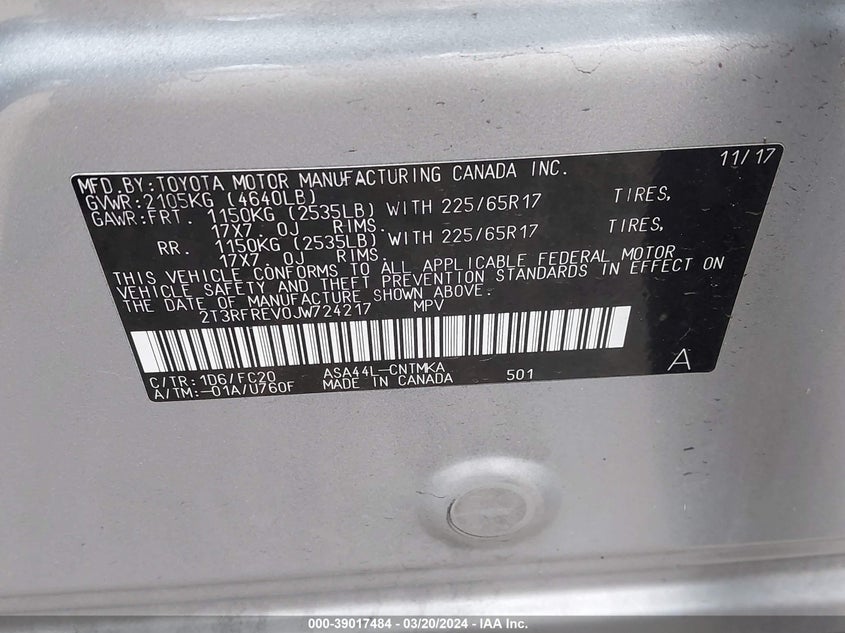 MFD.BY:TOYOTA MOTOR MANUFACTURING CANADA INC. 11/17
GVWR:2105KG (4640LB)
GAWR:FRT. 1150KG (2535LB) WITH 225/65R17 TIRES,
17X7.0J RIMS.
RR. 1150KG (2535LB) WITH 225/65R17 TIRES,
17X7.0J RIMS.
THIS VEHICLE CONFORMS TO ALL APPLICABLE FEDERAL MOTOR
VEHICLE SAFETY AND THEFT PREVENTION STANDARDS IN EFFECT ON
THE DATE OF MANUFACTURE SHOWN ABOVE.
2T3RFREV0JW724217 MPV
C/TR:1D6/FC20 ASA44L-CNTMKA A
A/TM:-01A/U760F MADE IN CANADA 501
000-39017484 - 03/20/2024 - IAA Inc.